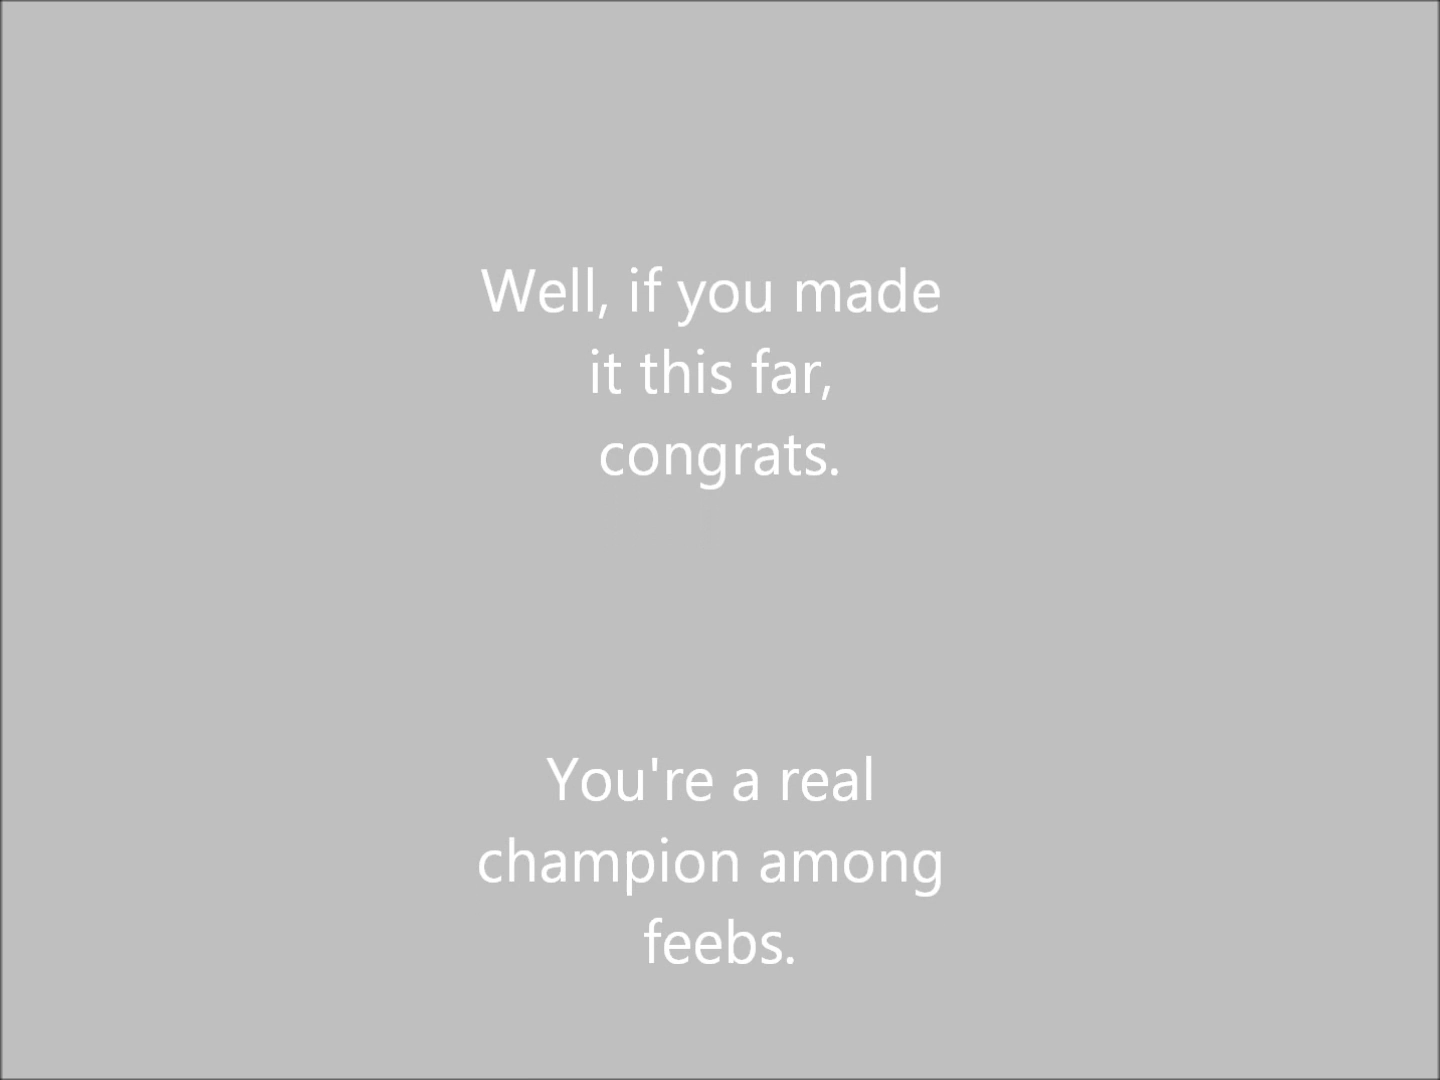 Well, if you made
it this far,
congrats.
You're a real
champion among
feebs.